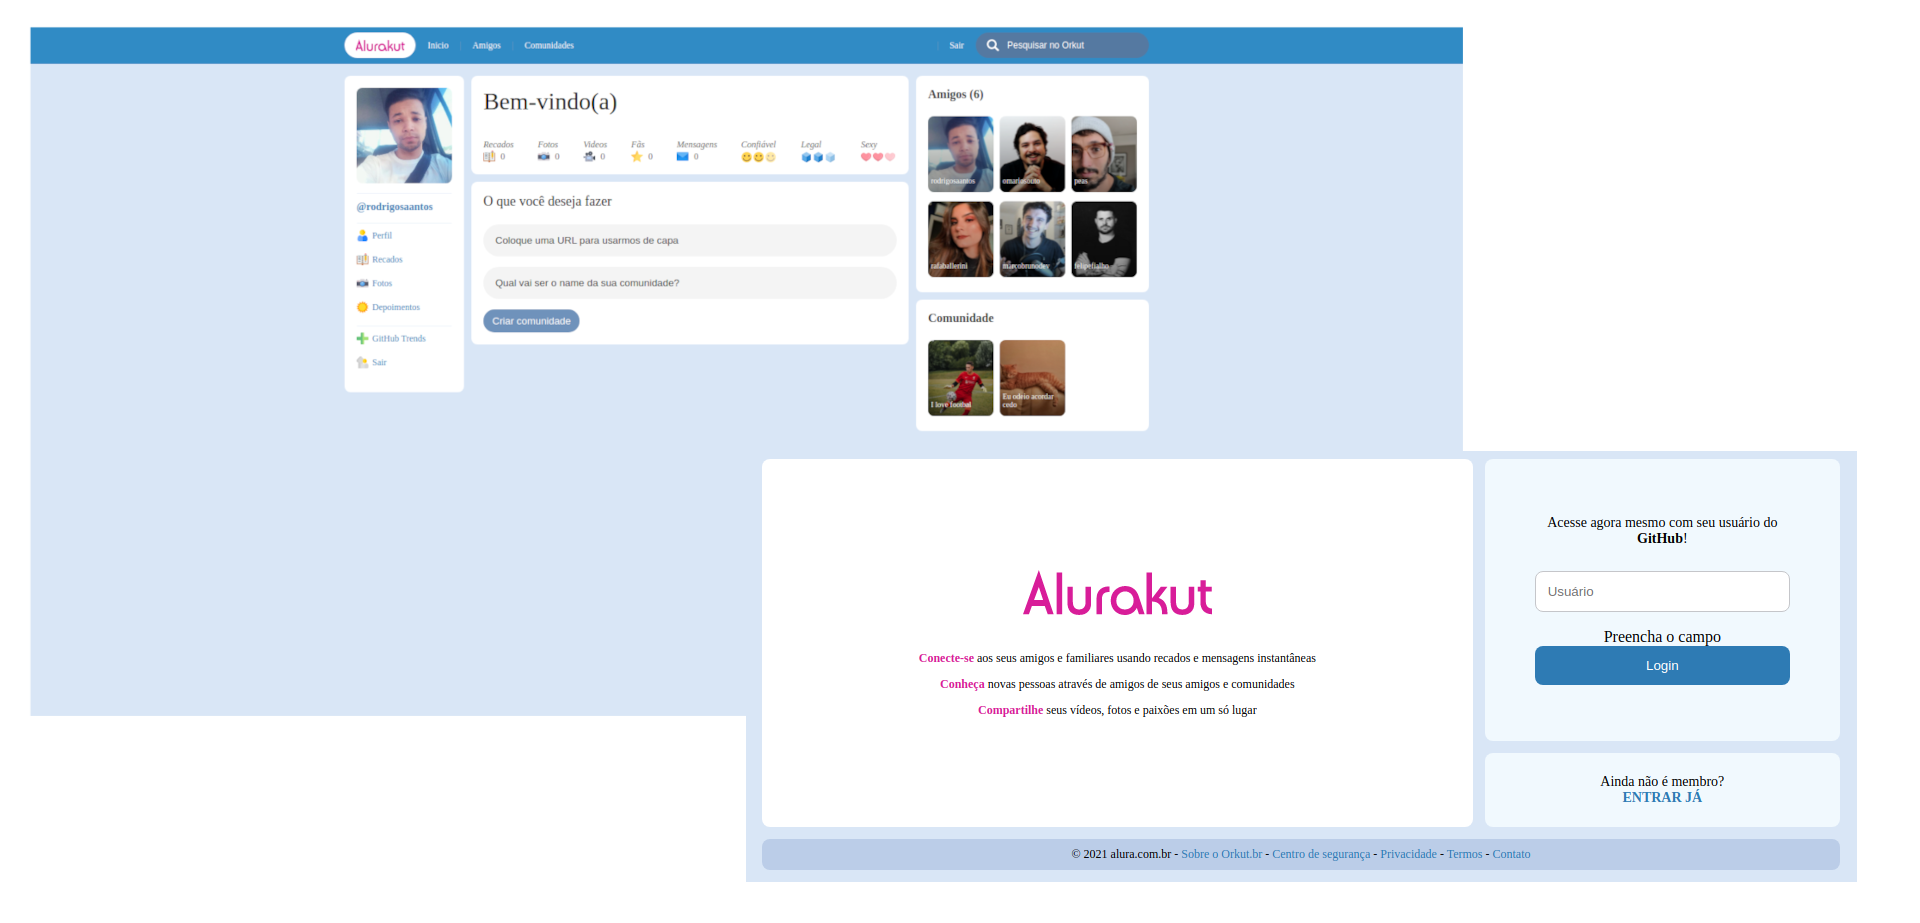 Alurakut
Inicio | Amigos | Comunidades
Sair
Pesquisar no Orkut
@rodrigosaantos
Perfil
Recados
Fotos
Depoimentos
GitHub Trends
Sair
Bem-vindo(a)
Recados Fotos Videos Fãs Mensagens Confiável Legal Sexy
0 0 0 0 0
O que você deseja fazer
Coloque uma URL para usarmos de capa
Qual vai ser o name da sua comunidade?
Criar comunidade
Amigos (6)
rodrigosaantos omariosouto peas
rafaballerini marcobrunodev felipefialho
Comunidade
I love footbal
Eu odeio acordar
cedo
Alurakut
Conecte-se aos seus amigos e familiares usando recados e mensagens instantâneas
Conheça novas pessoas através de amigos de seus amigos e comunidades
Compartilhe seus vídeos, fotos e paixões em um só lugar
Acesse agora mesmo com seu usuário do
GitHub!
Usuário
Preencha o campo
Login
Ainda não é membro?
ENTRAR JÁ
© 2021 alura.com.br - Sobre o Orkut.br - Centro de segurança - Privacidade - Termos - Contato